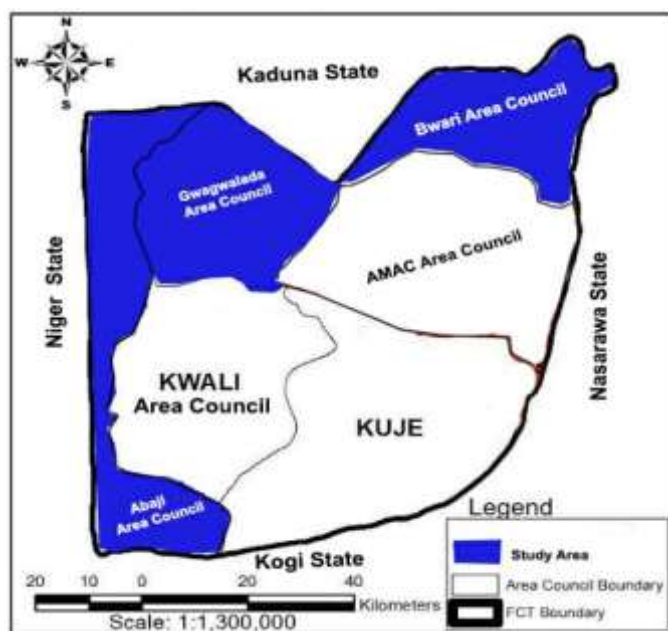 N
W E
S
Kaduna State
Bwari Area Council
Gwagwalada
Area Council
AMAC Area Council
Niger State
Nasarawa State
KWALI
Area Council
KUJE
Abaji
Area Council
Kogi State
Legend
Study Area
Area Council Boundary
FCT Boundary
20 10 0 20 40
Kilometers
Scale: 1:1,300,000